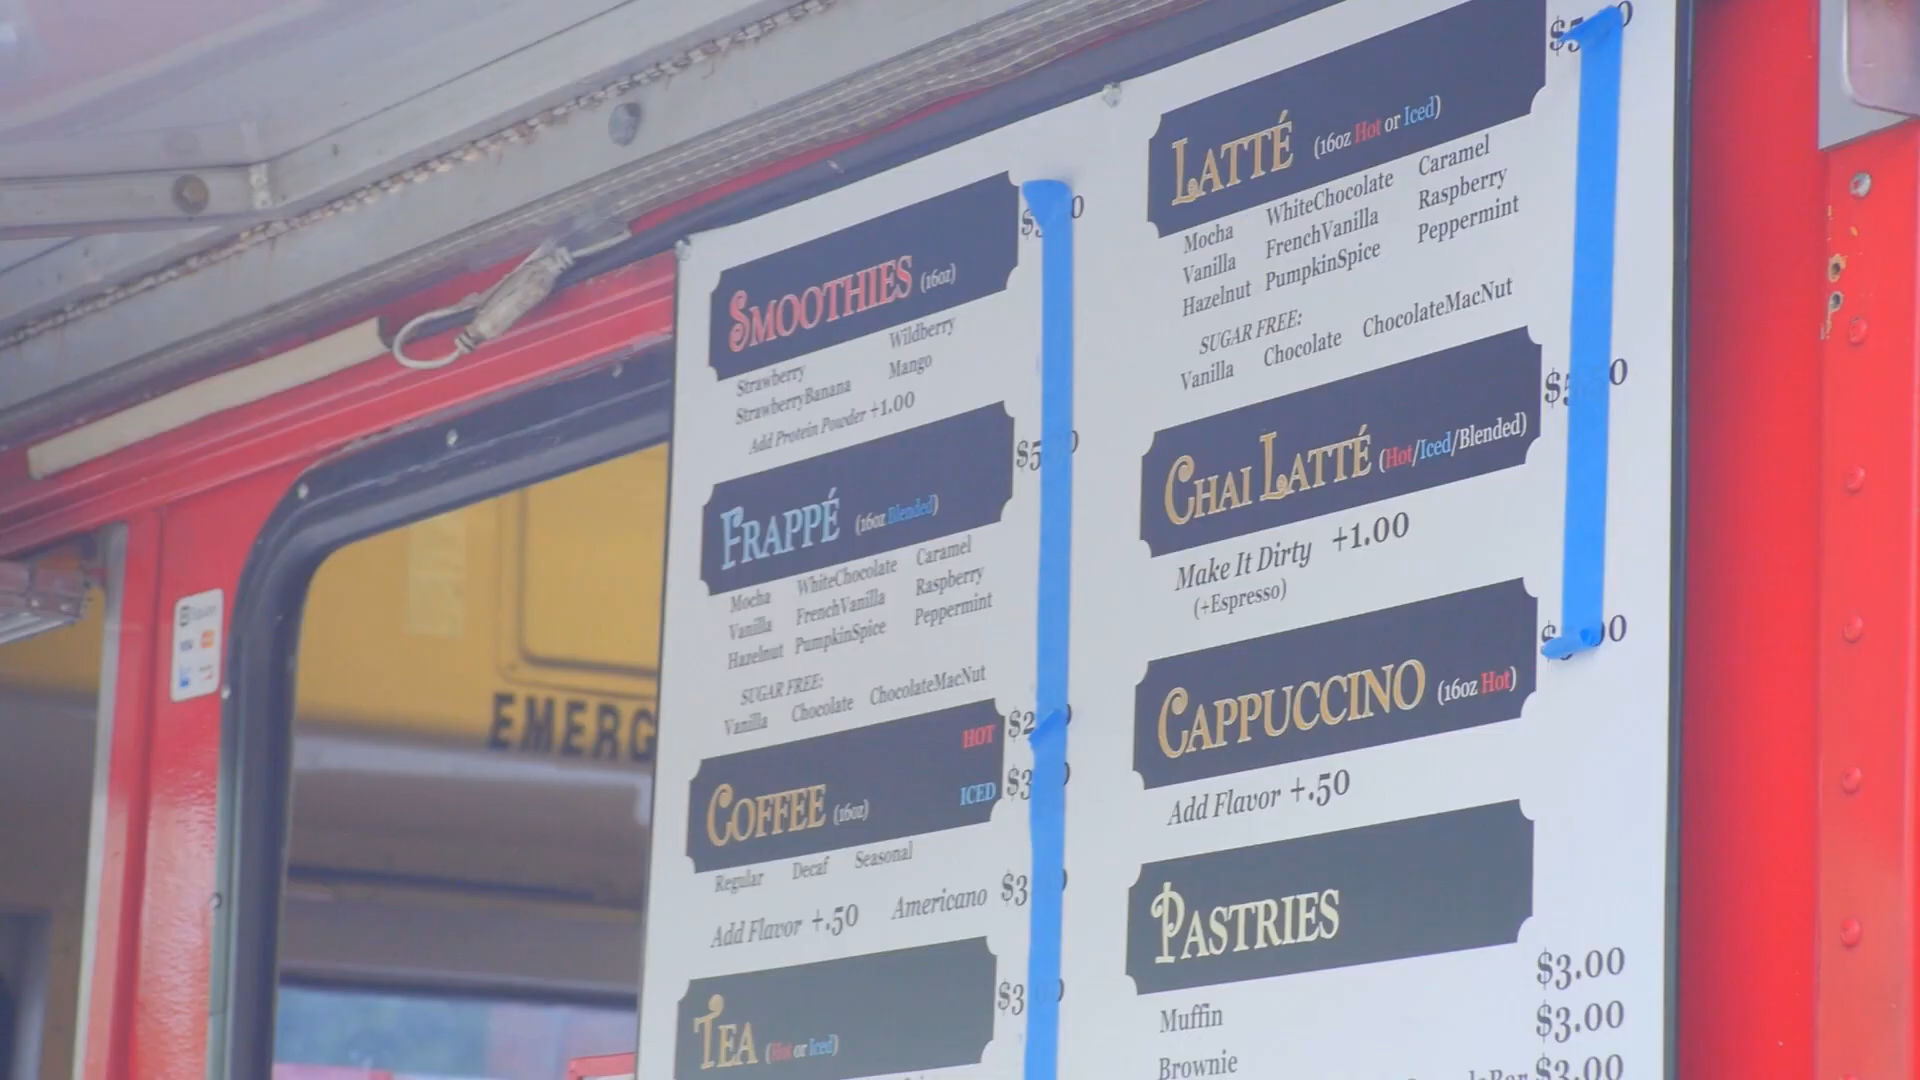 SMOOTHIES (16oz)
Strawberry Wildberry
StrawberryBanana Mango
Add Protein Powder +1.00
FRAPPÉ (16oz Blended)
Mocha WhiteChocolate Caramel
Vanilla FrenchVanilla Raspberry
Hazelnut PumpkinSpice Peppermint
SUGAR FREE:
Vanilla Chocolate ChocolateMacNut
COFFEE (16oz) HOT
ICED
Regular Decaf Seasonal
Add Flavor +.50 Americano
TEA (Hot or Iced)
LATTÉ (16oz Hot or Iced)
Mocha WhiteChocolate Caramel
Vanilla FrenchVanilla Raspberry
Hazelnut PumpkinSpice Peppermint
SUGAR FREE:
Vanilla Chocolate ChocolateMacNut
CHAI LATTÉ (Hot/Iced/Blended)
Make It Dirty +1.00
(+Espresso)
CAPPUCCINO (16oz Hot)
Add Flavor +.50
PASTRIES
$3.00
Muffin $3.00
Brownie $3.00
EMERG
VISA